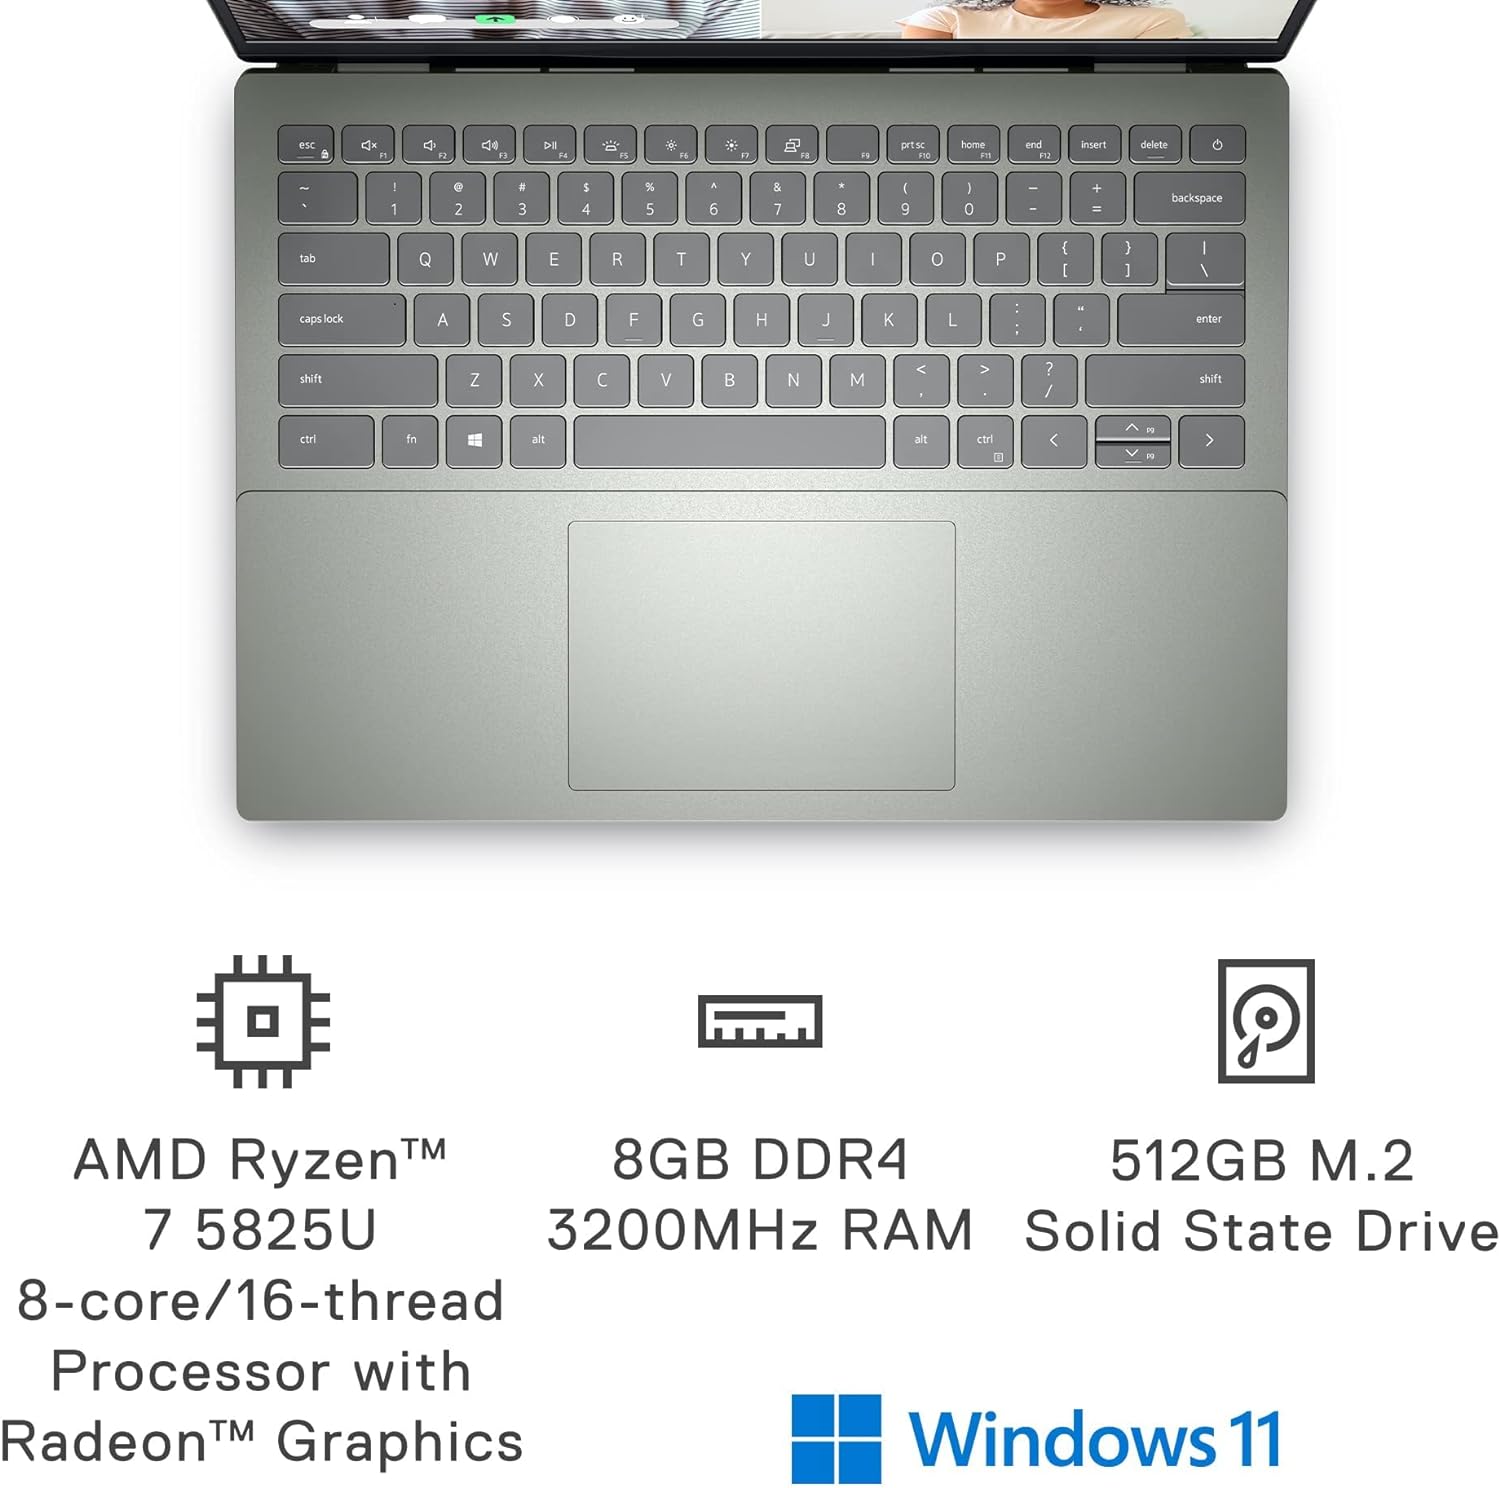 esc F1 F2 F3 F4 F5 F6 F7 F8 F9 prt sc F10 home F11 end F12 insert delete
~ ` ! 1 @ 2 # 3 $ 4 % 5 ^ 6 & 7 * 8 ( 9 ) 0 _ - + = backspace
tab Q W E R T Y U I O P { [ } ] | \
caps lock A S D F G H J K L : ; “ ‘ enter
shift Z X C V B N M < , > . ? / shift
ctrl fn alt alt ctrl < pg pg >
AMD Ryzen™
7 5825U
8-core/16-thread
Processor with
Radeon™ Graphics
8GB DDR4
3200MHz RAM
512GB M.2
Solid State Drive
Windows 11